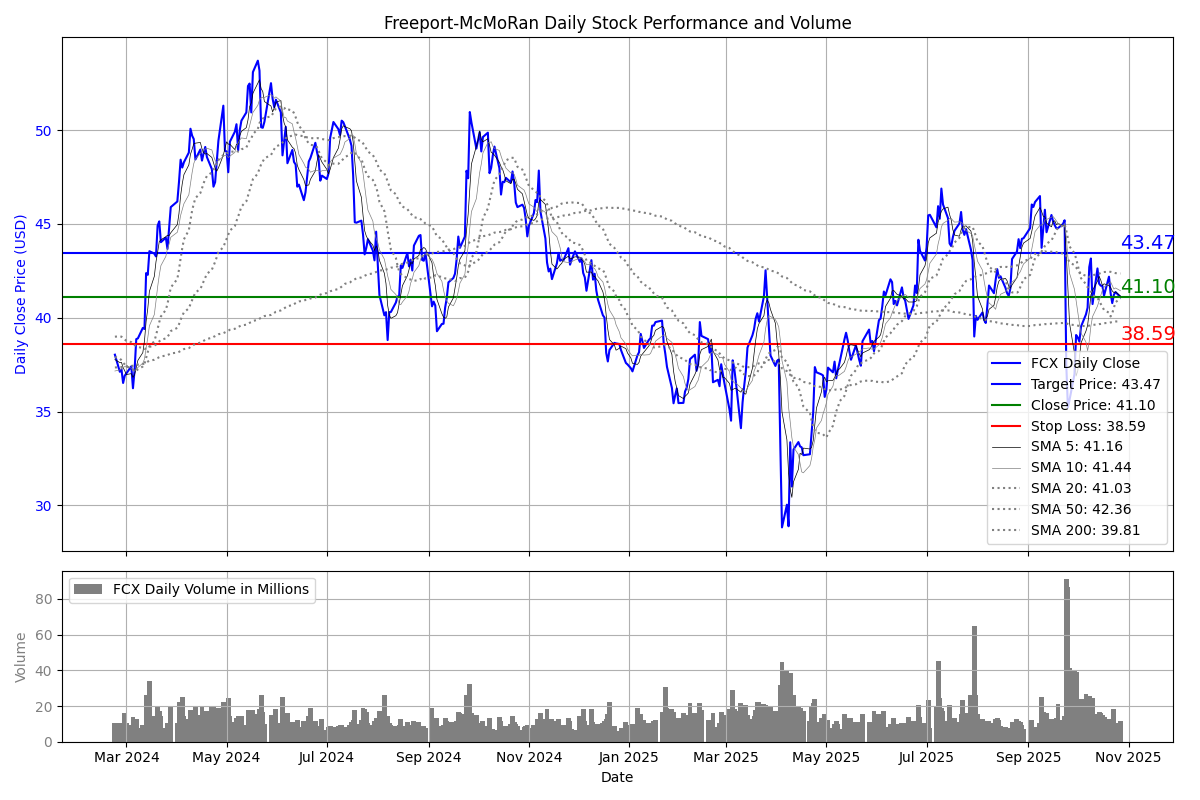 Freeport-McMoRan Daily Stock Performance and Volume
Daily Close Price (USD)
50
45
40
35
30
43.47
41.10
38.59
FCX Daily Close
Target Price: 43.47
Close Price: 41.10
Stop Loss: 38.59
SMA 5: 41.16
SMA 10: 41.44
SMA 20: 41.03
SMA 50: 42.36
SMA 200: 39.81
Volume
80
60
40
20
0
FCX Daily Volume in Millions
Mar 2024 May 2024 Jul 2024 Sep 2024 Nov 2024 Jan 2025 Mar 2025 May 2025 Jul 2025 Sep 2025 Nov 2025
Date